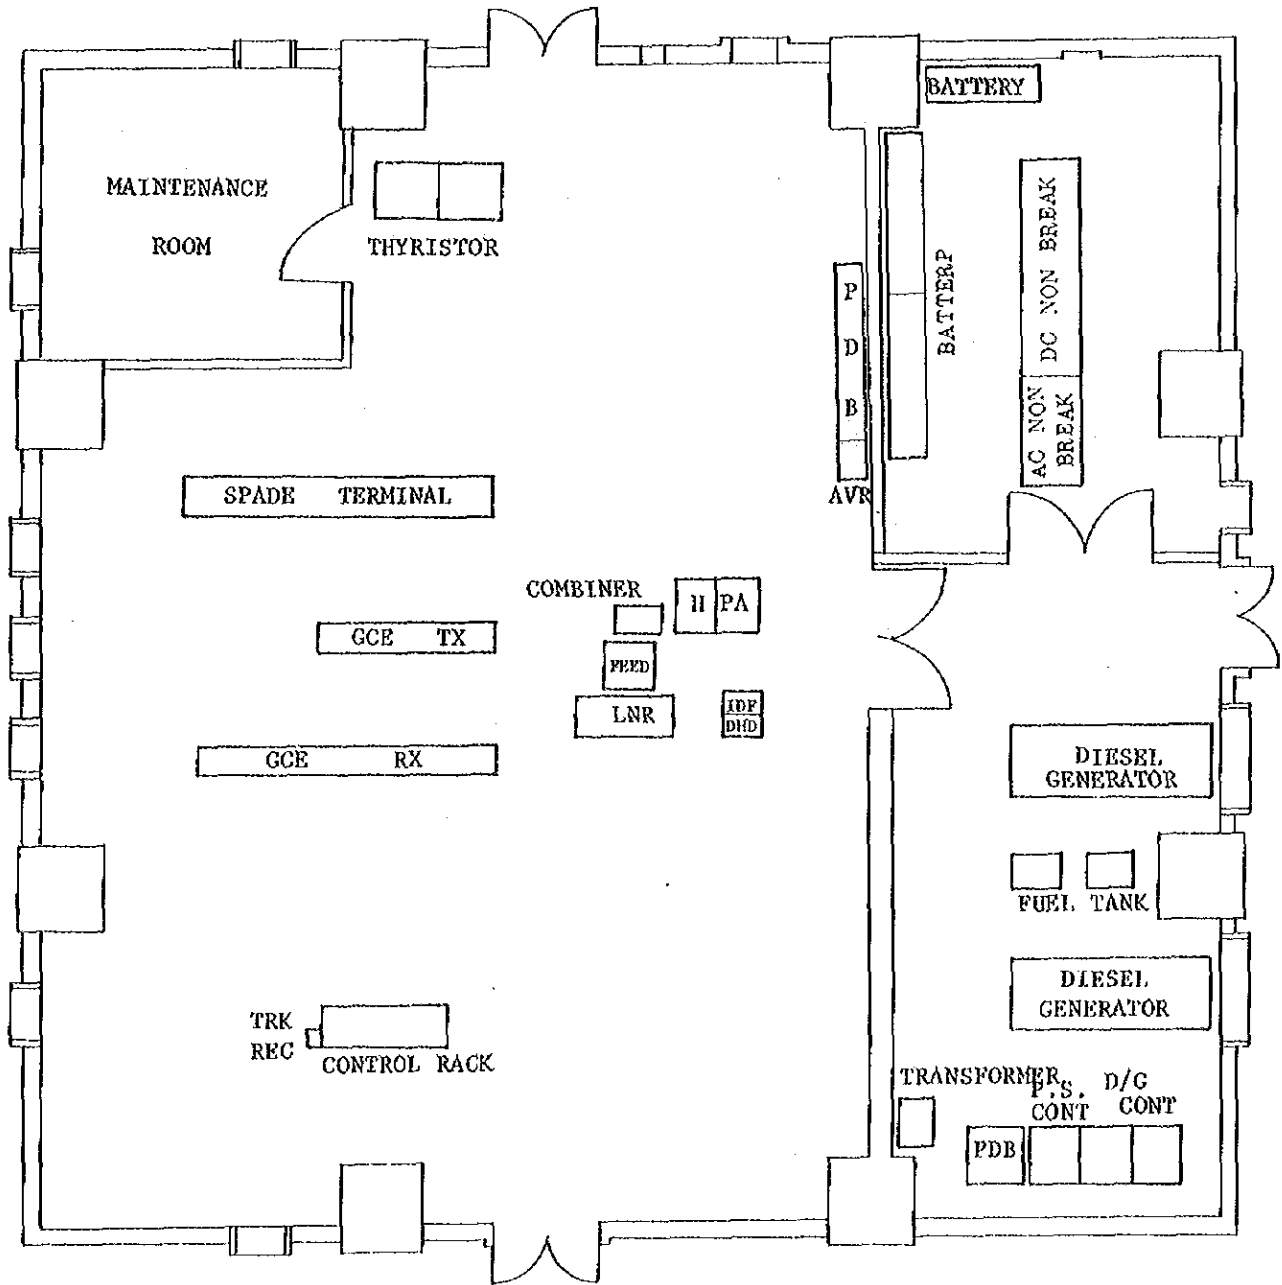 BATTERY
MAINTENANCE
ROOM
THYRISTOR
P
D
B
AVR
BATTERP
DC NON BREAK
AC NON
BREAK
SPADE TERMINAL
COMBINER
H PA
GCE TX
FEED
LNR
IDF
DHD
GCE RX
DIESEL
GENERATOR
FUEL TANK
DIESEL
GENERATOR
TRK
REC
CONTROL RACK
TRANSFORMER
P.S.
CONT
D/G
CONT
PDB